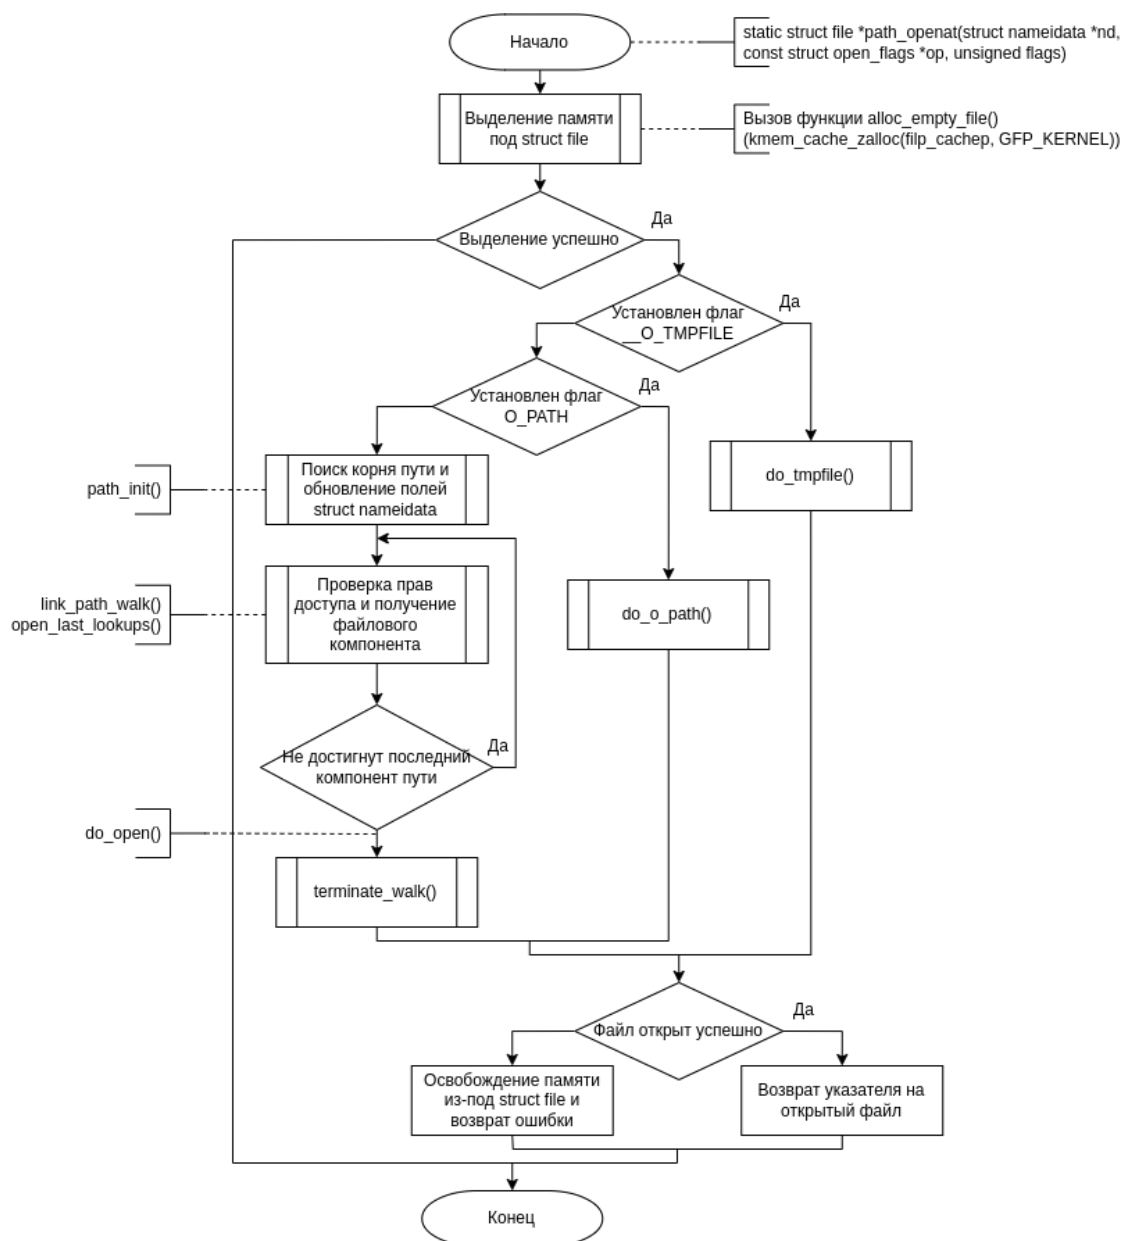 Начало
static struct file *path_openat(struct nameidata *nd,
const struct open_flags *op, unsigned flags)
Выделение памяти
под struct file
Вызов функции alloc_empty_file()
(kmem_cache_zalloc(filp_cachep, GFP_KERNEL))
Да
Выделение успешно
Да
Установлен флаг
__O_TMPFILE
Да
Установлен флаг
O_PATH
path_init()
Поиск корня пути и
обновление полей
struct nameidata
do_tmpfile()
link_path_walk()
open_last_lookups()
Проверка прав
доступа и получение
файлового
компонента
do_o_path()
Да
Не достигнут последний
компонент пути
do_open()
terminate_walk()
Да
Файл открыт успешно
Освобождение памяти
из-под struct file и
возврат ошибки
Возврат указателя на
открытый файл
Конец